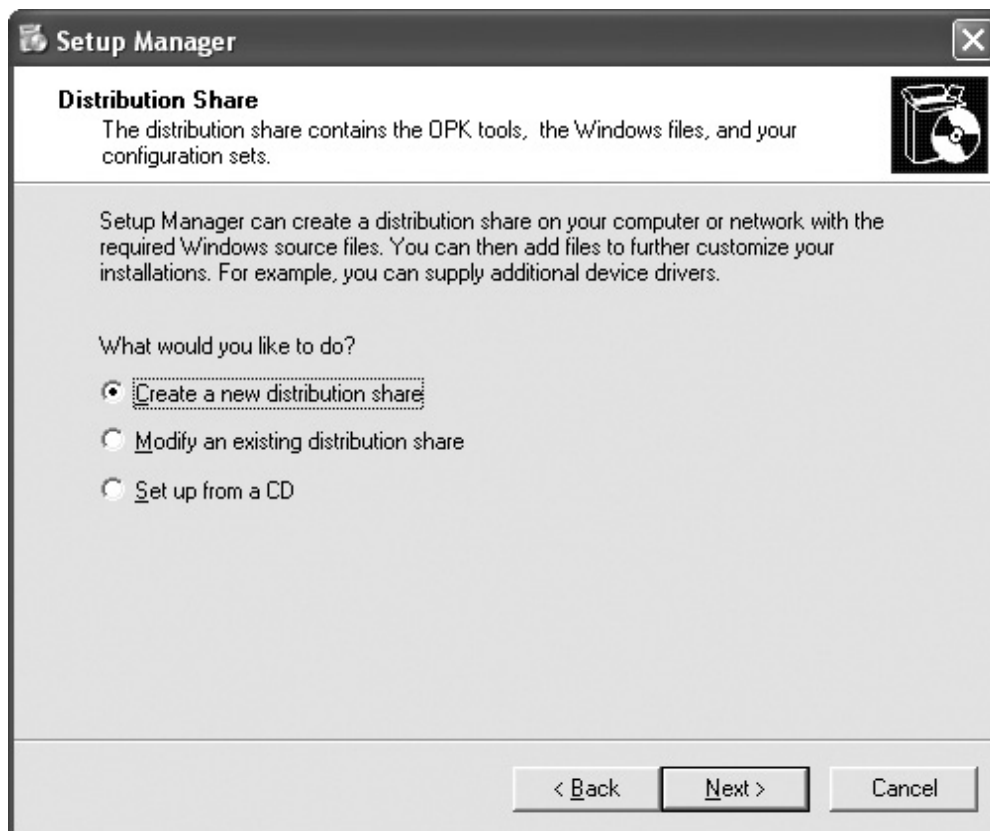 Setup Manager
Distribution Share
The distribution share contains the OPK tools, the Windows files, and your
configuration sets.
Setup Manager can create a distribution share on your computer or network with the
required Windows source files. You can then add files to further customize your
installations. For example, you can supply additional device drivers.
What would you like to do?
Create a new distribution share
Modify an existing distribution share
Set up from a CD
< Back
Next >
Cancel